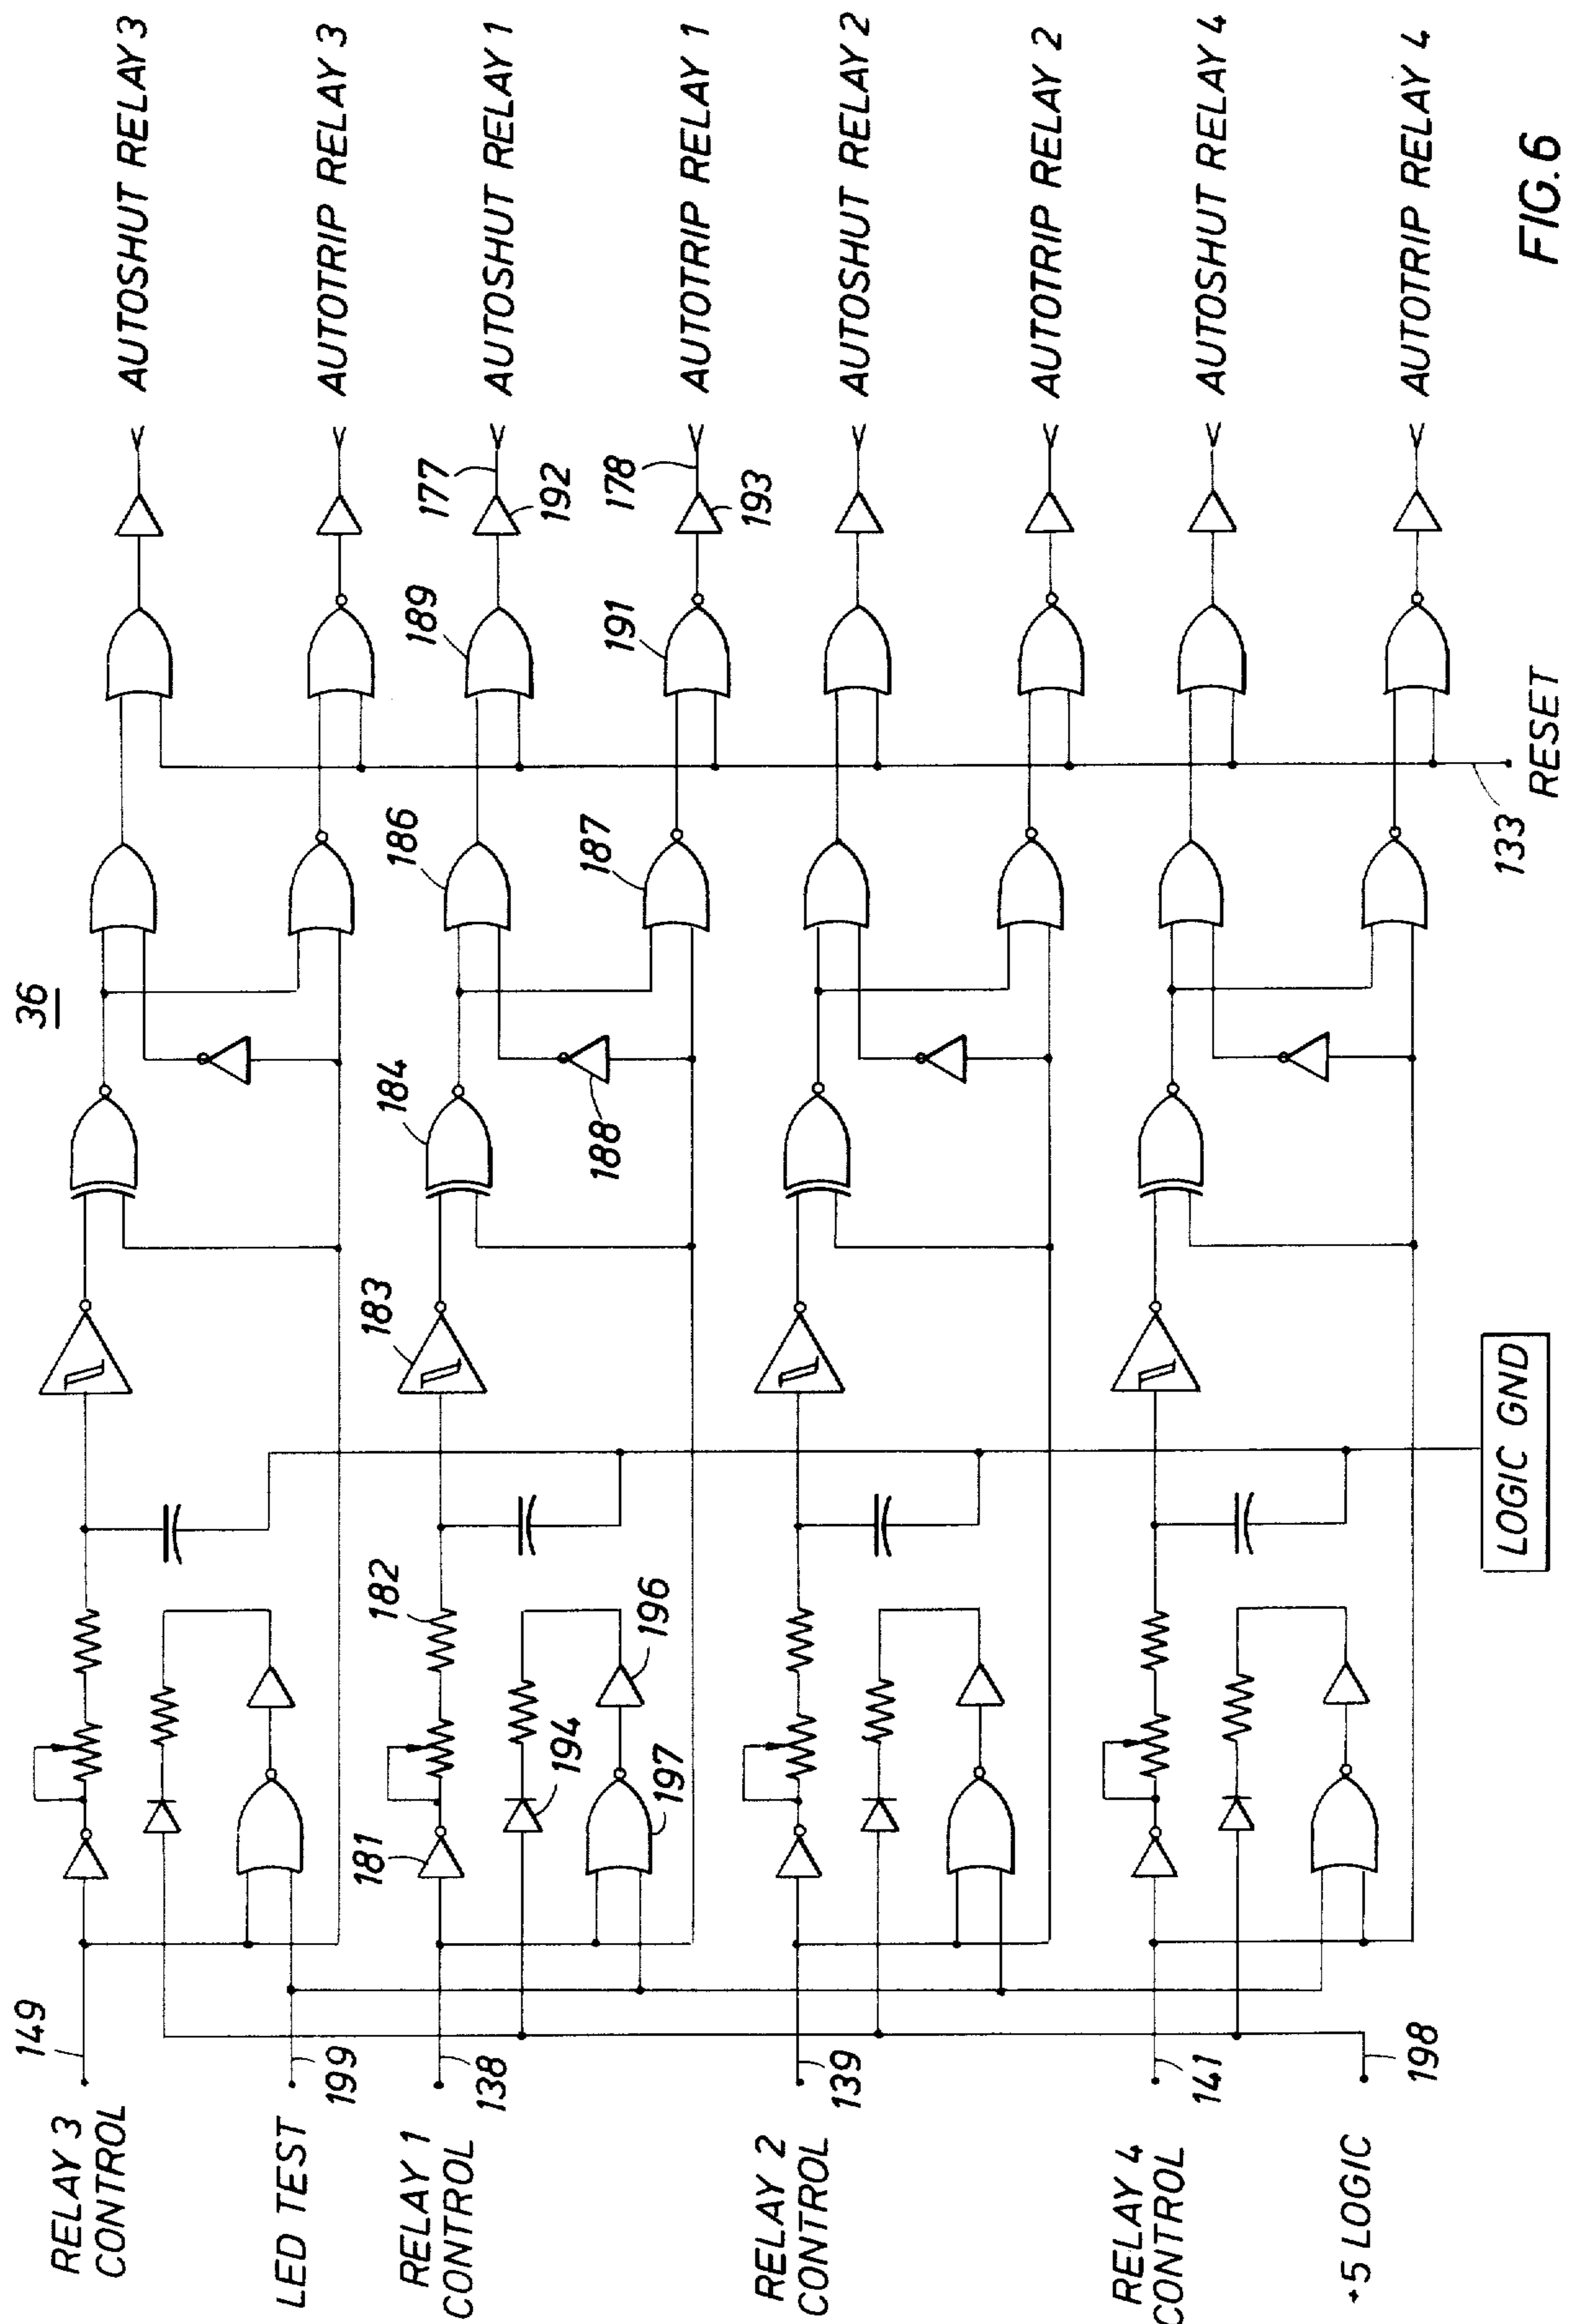 36
RELAY 3
CONTROL
149
LED TEST
199
RELAY 1
CONTROL
138
RELAY 2
CONTROL
139
RELAY 4
CONTROL
141
+5 LOGIC
198
181
182
183
184
186
187
188
189
191
177
192
178
193
194
196
197
LOGIC GND
133
RESET
AUTOSHUT RELAY 3
AUTOTRIP RELAY 3
AUTOSHUT RELAY 1
AUTOTRIP RELAY 1
AUTOSHUT RELAY 2
AUTOTRIP RELAY 2
AUTOSHUT RELAY 4
AUTOTRIP RELAY 4
FIG. 6